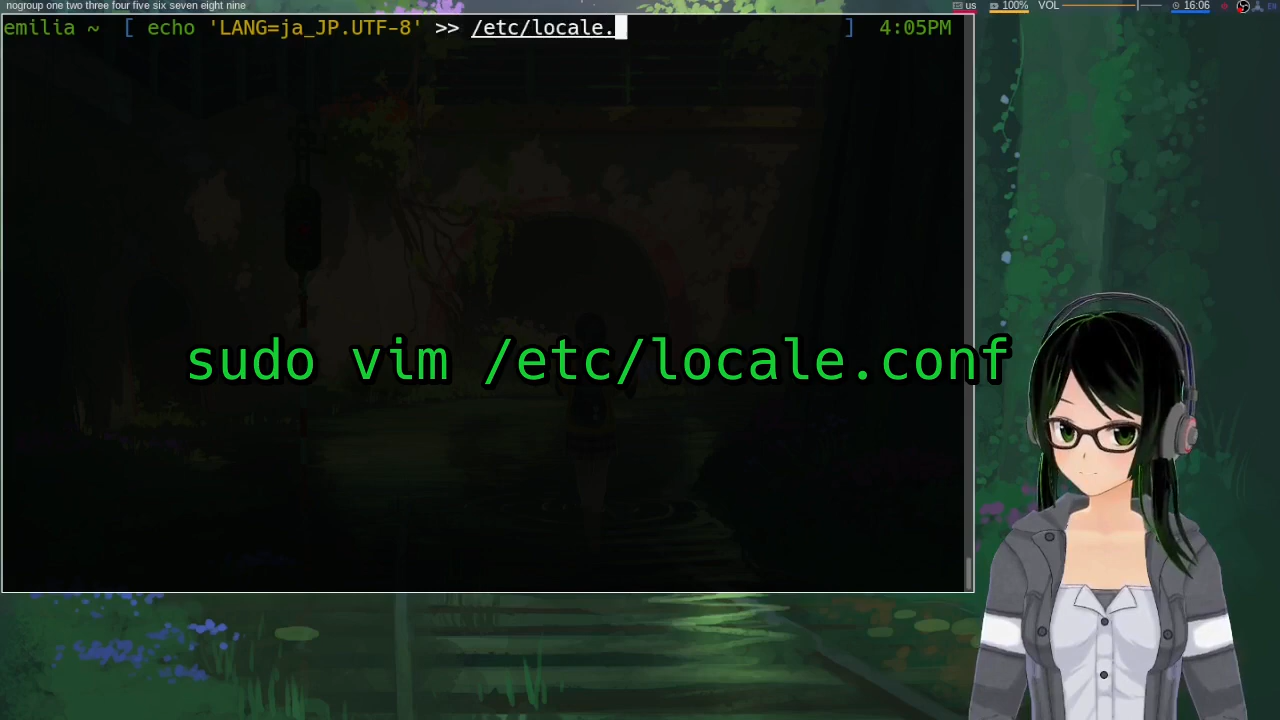 nogroup one two three four five six seven eight nine
us 100% VOL 16:06 EN
emilia ~ [ echo 'LANG=ja_JP.UTF-8' >> /etc/locale. ] 4:05PM
sudo vim /etc/locale.conf